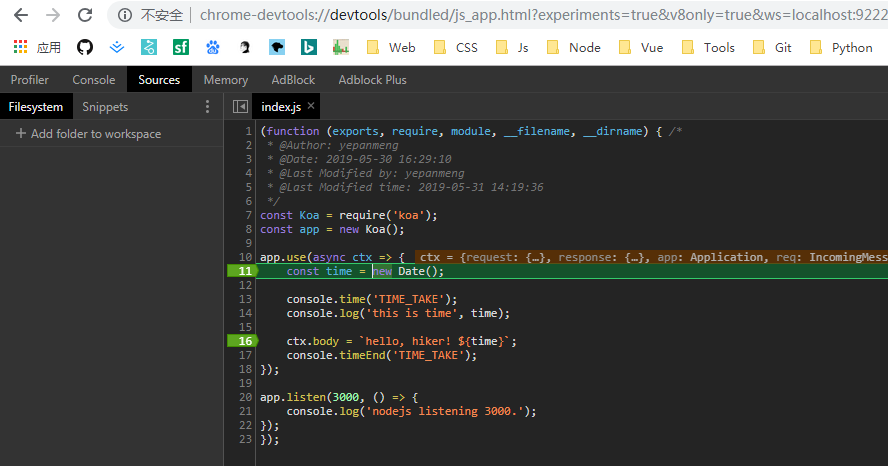 不安全 | chrome-devtools://devtools/bundled/js_app.html?experiments=true&v8only=true&ws=localhost:9222
应用 sf Web CSS Js Node Vue Tools Git Python
Profiler Console Sources Memory AdBlock Adblock Plus
Filesystem Snippets index.js ×
+ Add folder to workspace
1 (function (exports, require, module, __filename, __dirname) { /*
2 * @Author: yepanmeng
3 * @Date: 2019-05-30 16:29:10
4 * @Last Modified by: yepanmeng
5 * @Last Modified time: 2019-05-31 14:19:36
6 */
7 const Koa = require('koa');
8 const app = new Koa();
9
10 app.use(async ctx => { ctx = {request: {…}, response: {…}, app: Application, req: IncomingMess
11 const time = new Date();
12
13 console.time('TIME_TAKE');
14 console.log('this is time', time);
15
16 ctx.body = `hello, hiker! ${time}`;
17 console.timeEnd('TIME_TAKE');
18 });
19
20 app.listen(3000, () => {
21 console.log('nodejs listening 3000.');
22 });
23 });